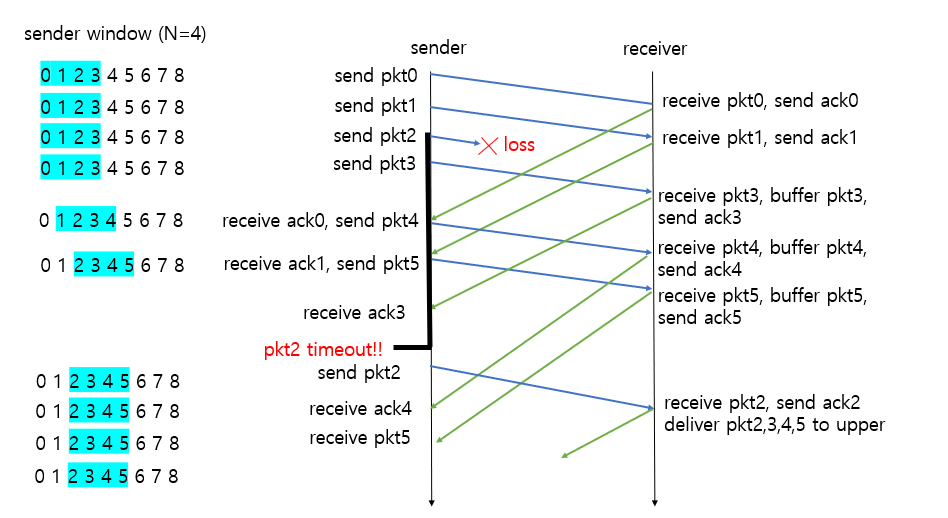 sender window (N=4)
sender
receiver
0 1 2 3 4 5 6 7 8
send pkt0
0 1 2 3 4 5 6 7 8
send pkt1
receive pkt0, send ack0
0 1 2 3 4 5 6 7 8
send pkt2
loss
receive pkt1, send ack1
0 1 2 3 4 5 6 7 8
send pkt3
receive pkt3, buffer pkt3,
send ack3
0 1 2 3 4 5 6 7 8
receive ack0, send pkt4
receive pkt4, buffer pkt4,
send ack4
0 1 2 3 4 5 6 7 8
receive ack1, send pkt5
receive pkt5, buffer pkt5,
send ack5
receive ack3
pkt2 timeout!!
0 1 2 3 4 5 6 7 8
send pkt2
0 1 2 3 4 5 6 7 8
receive ack4
receive pkt2, send ack2
deliver pkt2,3,4,5 to upper
0 1 2 3 4 5 6 7 8
receive pkt5
0 1 2 3 4 5 6 7 8